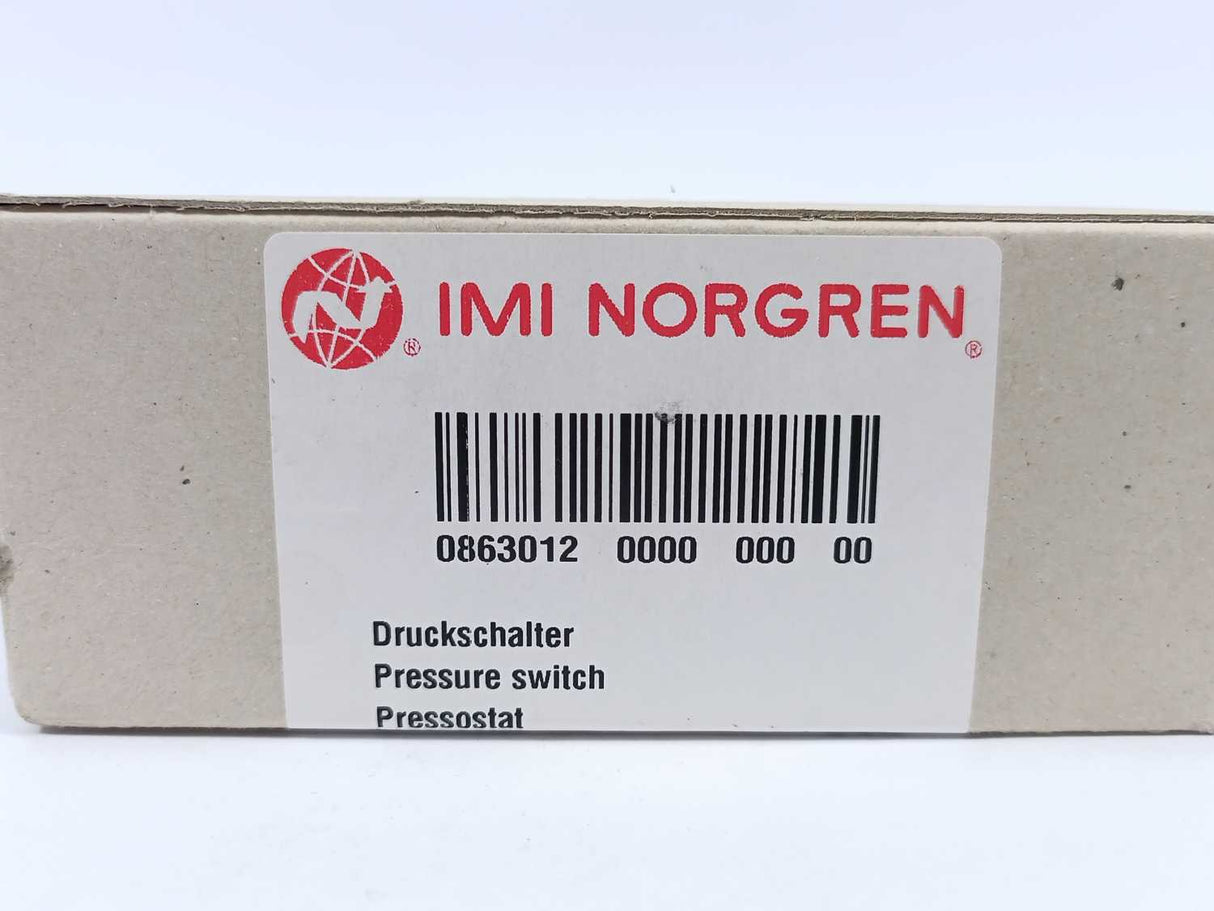 N® IMI NORGREN®
0863012 0000 000 00
Druckschalter
Pressure switch
Pressostat